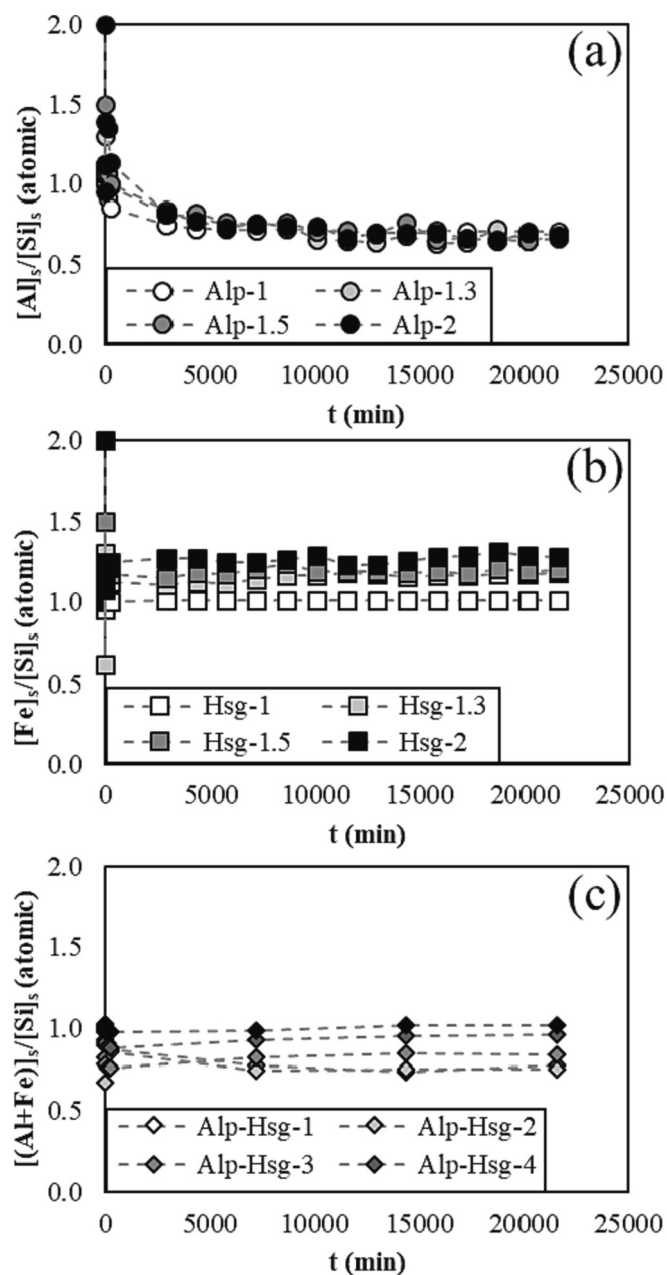 2.0
(a)
1.5
1.0
0.5
0.0
[Al]s/[Si]s (atomic)
Alp-1 Alp-1.3
Alp-1.5 Alp-2
0 5000 10000 15000 20000 25000
t (min)
2.0
(b)
1.5
1.0
0.5
0.0
[Fe]s/[Si]s (atomic)
Hsg-1 Hsg-1.3
Hsg-1.5 Hsg-2
0 5000 10000 15000 20000 25000
t (min)
2.0
(c)
1.5
1.0
0.5
0.0
[(Al+Fe)]s/[Si]s (atomic)
Alp-Hsg-1 Alp-Hsg-2
Alp-Hsg-3 Alp-Hsg-4
0 5000 10000 15000 20000 25000
t (min)